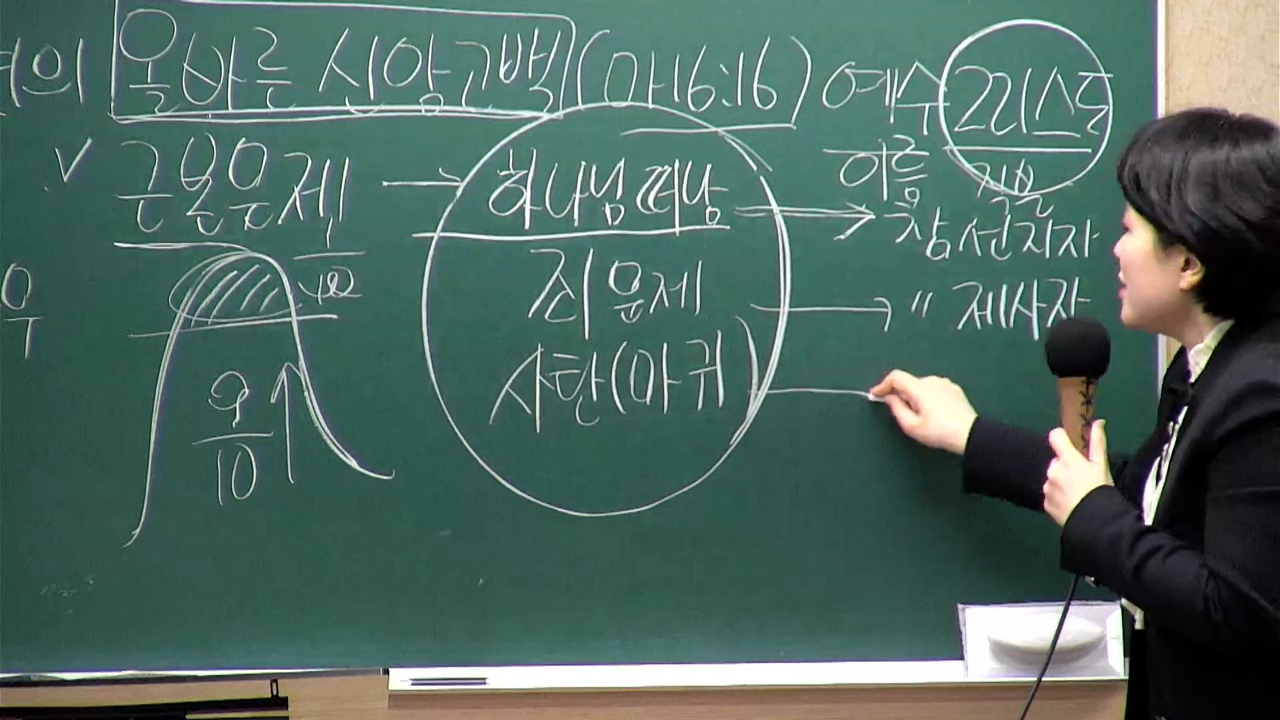 의 올바른 신앙고백 (마16:16) 예수 그리스도
이름 직분
✓ 근본문제 → 하나님떠남 → 참선지자
죄문제 → " 제사장
사탄(마귀)
9
10